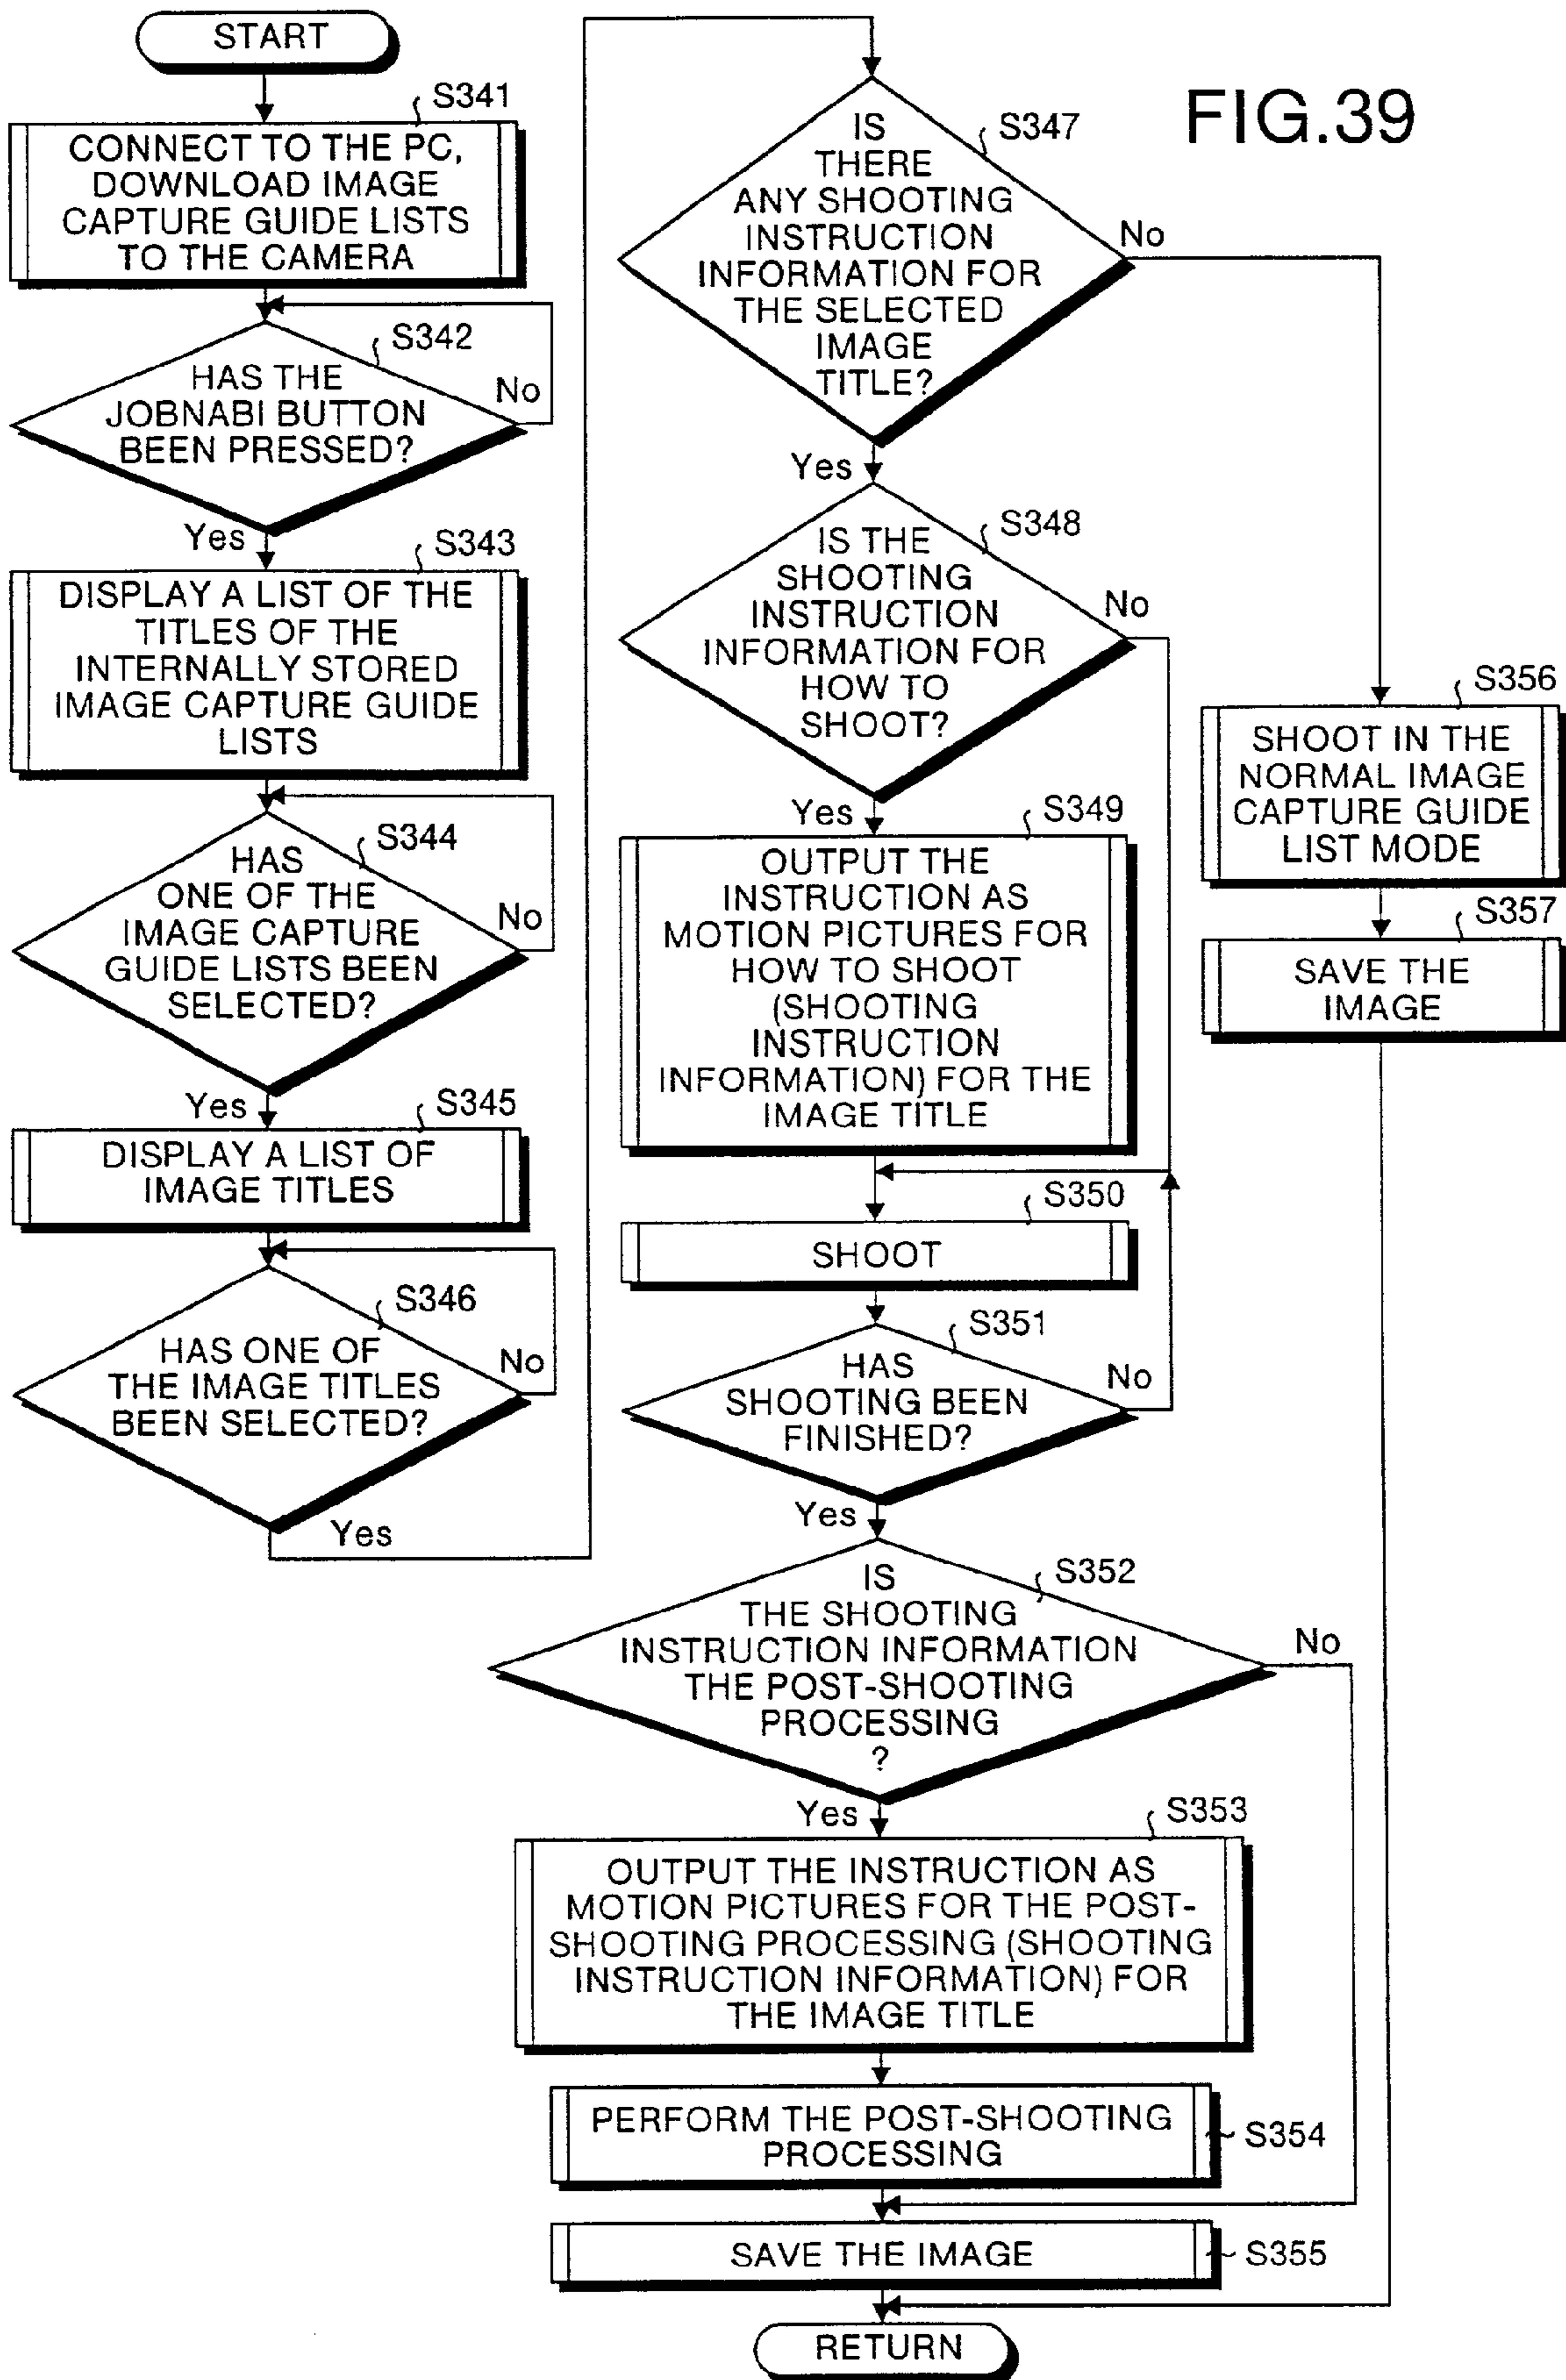 FIG.39
START
S341
CONNECT TO THE PC,
DOWNLOAD IMAGE
CAPTURE GUIDE LISTS
TO THE CAMERA
S342
HAS THE
JOBNABI BUTTON
BEEN PRESSED?
No
Yes
S343
DISPLAY A LIST OF THE
TITLES OF THE
INTERNALLY STORED
IMAGE CAPTURE GUIDE
LISTS
S344
HAS
ONE OF THE
IMAGE CAPTURE
GUIDE LISTS BEEN
SELECTED?
No
Yes
S345
DISPLAY A LIST OF
IMAGE TITLES
S346
HAS ONE OF
THE IMAGE TITLES
BEEN SELECTED?
No
Yes
S347
IS
THERE
ANY SHOOTING
INSTRUCTION
INFORMATION FOR
THE SELECTED
IMAGE
TITLE?
No
Yes
S348
IS THE
SHOOTING
INSTRUCTION
INFORMATION FOR
HOW TO
SHOOT?
No
Yes
S349
OUTPUT THE
INSTRUCTION AS
MOTION PICTURES FOR
HOW TO SHOOT
(SHOOTING
INSTRUCTION
INFORMATION) FOR THE
IMAGE TITLE
S350
SHOOT
S351
HAS
SHOOTING BEEN
FINISHED?
No
Yes
S352
IS
THE SHOOTING
INSTRUCTION INFORMATION
THE POST-SHOOTING
PROCESSING
?
No
Yes
S353
OUTPUT THE INSTRUCTION AS
MOTION PICTURES FOR THE POST-
SHOOTING PROCESSING (SHOOTING
INSTRUCTION INFORMATION) FOR
THE IMAGE TITLE
PERFORM THE POST-SHOOTING
PROCESSING
S354
SAVE THE IMAGE
S355
S356
SHOOT IN THE
NORMAL IMAGE
CAPTURE GUIDE
LIST MODE
S357
SAVE THE
IMAGE
RETURN